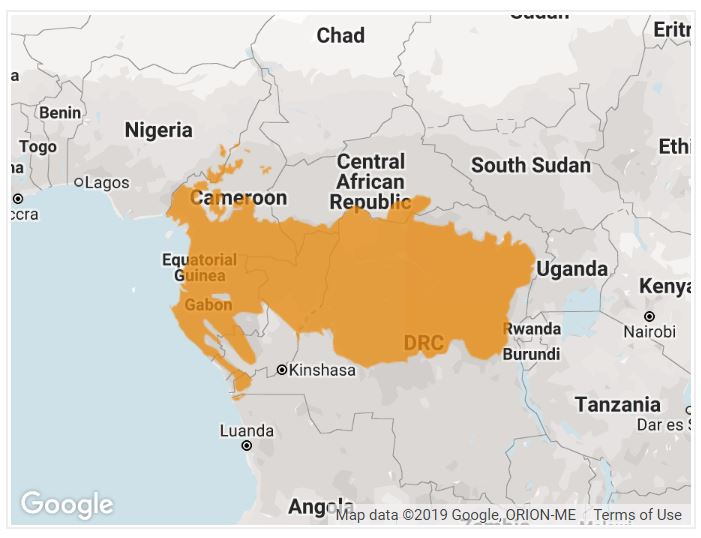 Sudan
Chad
Eritr
a
Benin
Nigeria
Togo
Ethi
na
Central
African
Republic
South Sudan
Lagos
Cameroon
ccra
Equatorial
Guinea
Uganda
Kenya
Gabon
Nairobi
Rwanda
DRC
Burundi
Kinshasa
Tanzania
Dar es S
Luanda
Google
Angola
Map data ©2019 Google, ORION-ME
Terms of Use